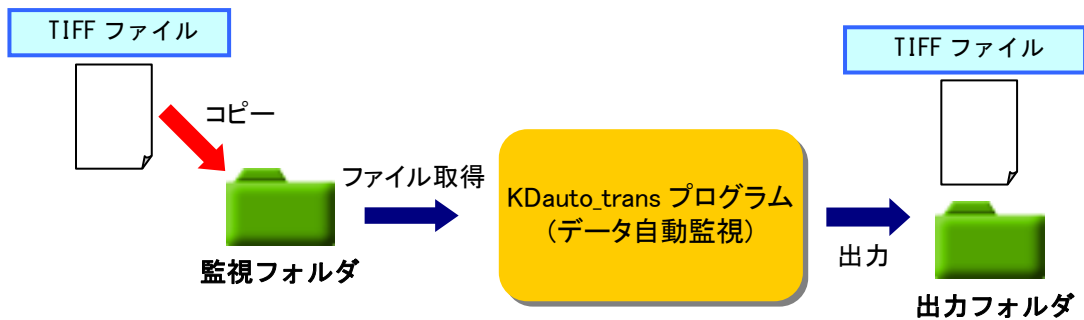 TIFF ファイル
コピー
監視フォルダ
ファイル取得
KDauto_trans プログラム
(データ自動監視)
出力
TIFF ファイル
出力フォルダ